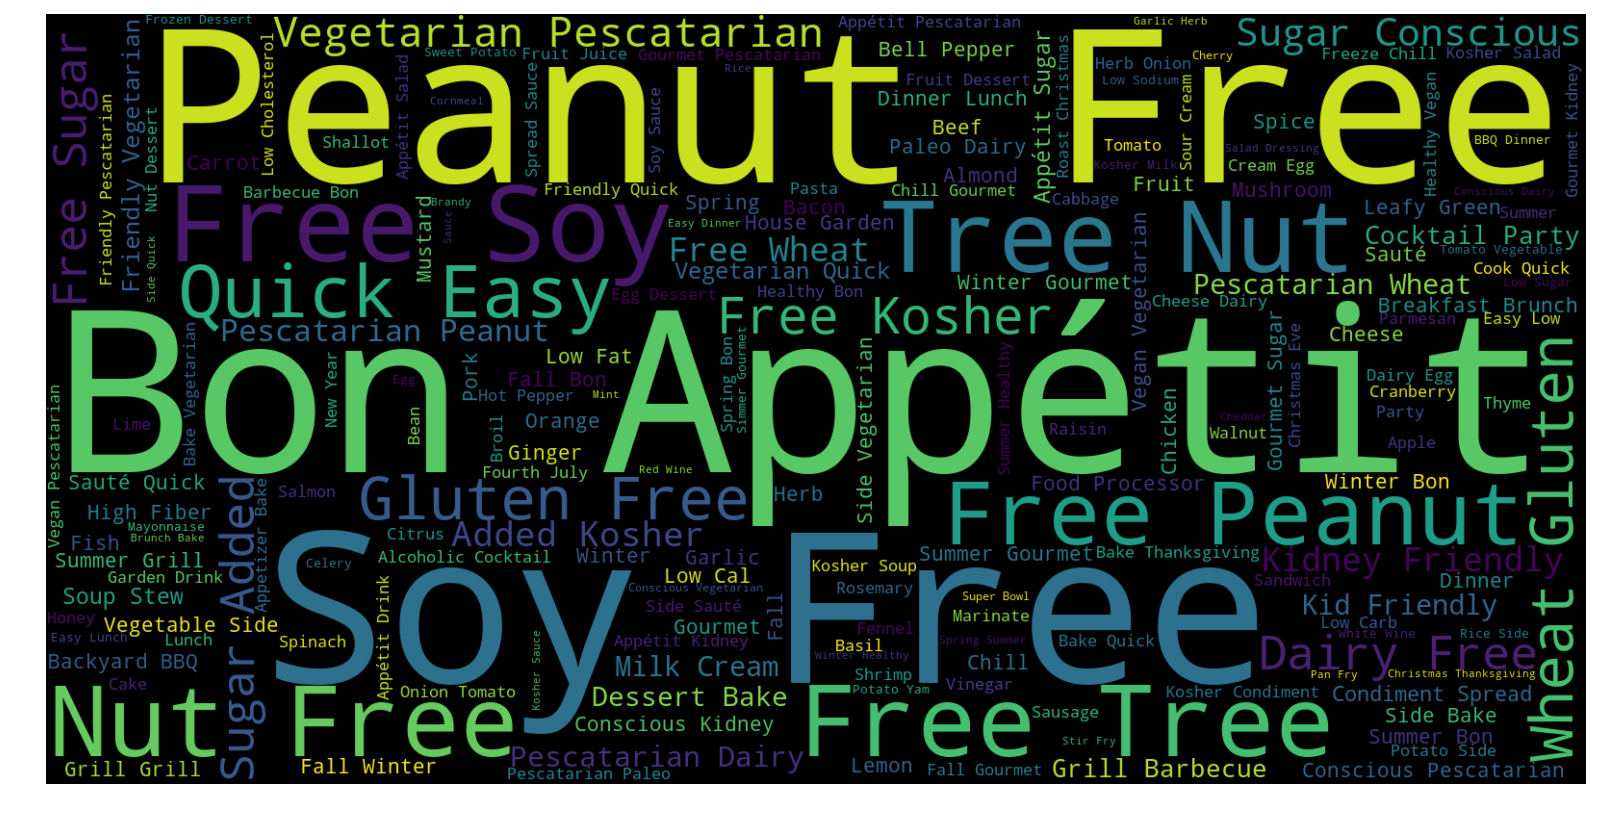 Frozen Dessert
Vegetarian Pescatarian
Appétit Pescatarian
Garlic Herb
Sugar Conscious
Peanut Free
Free Sugar
Friendly Pescatarian
Friendly Vegetarian
Nut Dessert
Low Cholesterol
Sweet Potato
Fruit Juice
Gourmet Pescatarian
Rice
Bell Pepper
Herb Onion
Cherry
Freeze Chill
Kosher Salad
Cornmeal
Appétit Salad
Spread Sauce
Soy Sauce
Fruit Dessert
Low Sodium
Dinner Lunch
Appétit Sugar
Roast Christmas
Sour Cream
Healthy Vegan
Gourmet Kidney
Shallot
Carrot
Beef
Paleo Dairy
Tomato
Spice
BBQ Dinner
Salad Dressing
Almond
Kosher Milk
Cream Egg
Barbecue Bon
Friendly Quick
Pasta
Chill Gourmet
Fruit
Mushroom
Conscious Dairy
Free Soy
Mustard
Brandy
Sauce
Spring
Bacon
Cabbage
Tree Nut
Leafy Green
Summer
Easy Dinner
House Garden
Cocktail Party
Side Quick
Free Wheat
Sauté
Tomato Vegetable
Vegetarian Quick
Cook Quick
Quick Easy
Egg Dessert
Healthy Bon
Winter Gourmet
Vegan Vegetarian
Pescatarian Wheat
Low Sugar
Cheese Dairy
Breakfast Brunch
Bon Appétit
Pescatarian Peanut
Free Kosher
Parmesan
Easy Low
Bake Vegetarian
New Year
Pork
Low Fat
Spring Bon
Simmer Gourmet
Summer Healthy
Gourmet Sugar
Christmas Eve
Cheese
Wheat Gluten
Egg
Fall Bon
Dairy Egg
Hot Pepper
Mint
Cranberry
Vegan Pescatarian
Lime
Bean
Broil
Orange
Side Vegetarian
Raisin
Chicken
Cheddar
Walnut
Party
Thyme
Ginger
Apple
Fourth July
Red Wine
Sauté Quick
Salmon
Food Processor
Winter Bon
Gluten Free
Herb
Free Peanut
High Fiber
Sugar Added
Appetizer Bake
Mayonnaise
Brunch Bake
Fish
Citrus
Added Kosher
Summer Grill
Celery
Alcoholic Cocktail
Winter
Garlic
Summer Gourmet
Bake Thanksgiving
Kidney Friendly
Garden Drink
Low Cal
Kosher Soup
Soy Free
Soup Stew
Conscious Vegetarian
Rosemary
Super Bowl
Sandwich
Dinner
Honey
Vegetable Side
Side Sauté
Fall
Marinate
Kid Friendly
Easy Lunch
Lunch
Spinach
Appétit Drink
Kosher Sauce
Gourmet
Fennel
Low Carb
Appétit Kidney
Basil
Spring Summer
Bake Quick
White Wine
Rice Side
Backyard BBQ
Milk Cream
Winter Healthy
Chill
Dairy Free
Cake
Shrimp
Pan Fry
Christmas Thanksgiving
Nut Free
Onion Tomato
Dessert Bake
Potato Yam
Vinegar
Free Tree
Kosher Condiment
Condiment Spread
Conscious Kidney
Sausage
Side Bake
Stir Fry
Summer Bon
Pescatarian Dairy
Potato Side
Grill Grill
Fall Winter
Pescatarian Paleo
Lemon
Fall Gourmet
Grill Barbecue
Conscious Pescatarian